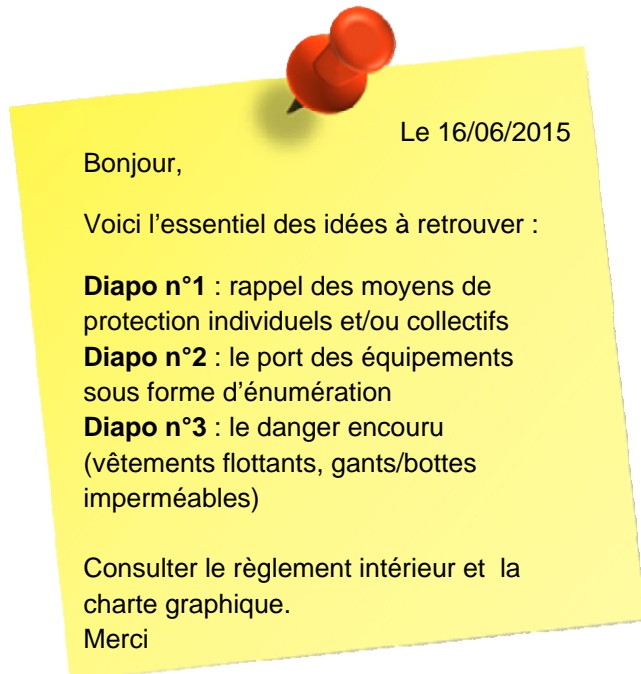 Le 16/06/2015
Bonjour,
Voici l’essentiel des idées à retrouver :
Diapo n°1 : rappel des moyens de
protection individuels et/ou collectifs
Diapo n°2 : le port des équipements
sous forme d’énumération
Diapo n°3 : le danger encouru
(vêtements flottants, gants/bottes
imperméables)
Consulter le règlement intérieur et  la
charte graphique.
Merci